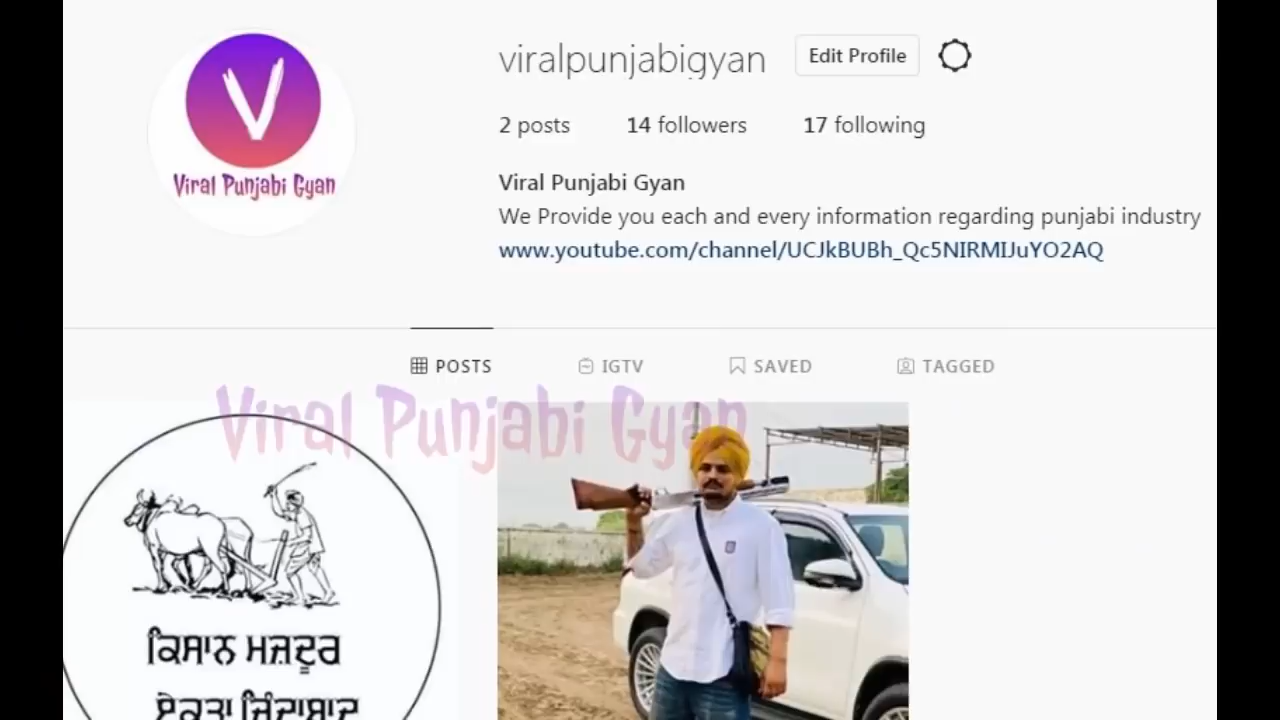 V
Viral Punjabi Gyan
viralpunjabigyan
Edit Profile
2 posts 14 followers 17 following
Viral Punjabi Gyan
We Provide you each and every information regarding punjabi industry
www.youtube.com/channel/UCJkBUBh_Qc5NIRMIJuYO2AQ
POSTS IGTV SAVED TAGGED
Viral Punjabi Gyan
ਕਿਸਾਨ ਮਜ਼ਦੂਰ
ਏਕਤਾ ਜ਼ਿੰਦਾਬਾਦ